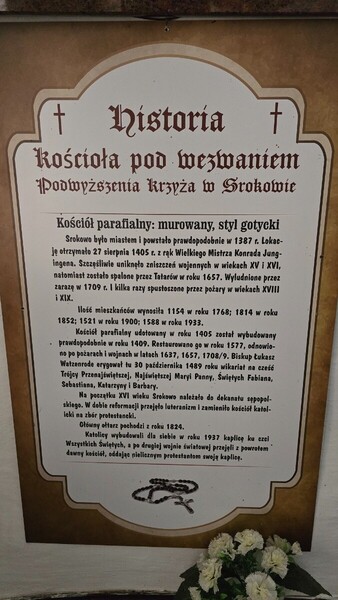 Historia
Kościoła pod wezwaniem
Podwyższenia Krzyża w Srokowie
Kościół parafialny: murowany, styl gotycki
Srokowo było miastem i powstało prawdopodobnie w 1387 r. Lokac-
ję otrzymało 27 sierpnia 1405 r. z rąk Wielkiego Mistrza Konrada Jung-
ingena. Szczęśliwie uniknęło zniszczeń wojennych w wiekach XV i XVI,
natomiast zostało spalone przez Tatarów w roku 1657. Wyludnione przez
zarazę w 1709 r. i kilka razy spustoszone przez pożary w wiekach XVIII
i XIX.
Ilość mieszkańców wynosiła 1154 w roku 1768; 1814 w roku
1852; 1521 w roku 1900; 1588 w roku 1933.
Kościół parafialny udotowany w roku 1405 został wybudowany
prawdopodobnie w roku 1409. Restaurowano go w roku 1577, odnowio-
no po pożarach i wojnach w latach 1637, 1657, 1708/9. Biskup Łukasz
Watzenrode erygował tu 30 października 1489 roku wikariat na cześć
Trójcy Przenajświętszej, Najświętszej Maryi Panny, Świętych Fabiana,
Sebastiana, Katarzyny i Barbary.
Na początku XVI wieku Srokowo należało do dekanatu sępopol-
skiego. W dobie reformacji przejęło luteranizm i zamieniło kościół katol-
icki na zbór protestancki.
Główny ołtarz pochodzi z roku 1824.
Katolicy wybudowali dla siebie w roku 1937 kaplicę ku czci
Wszystkich Świętych, a po drugiej wojnie światowej przejęli z powrotem
dawny kościół, oddając nielicznym protestantom swoją kaplicę.